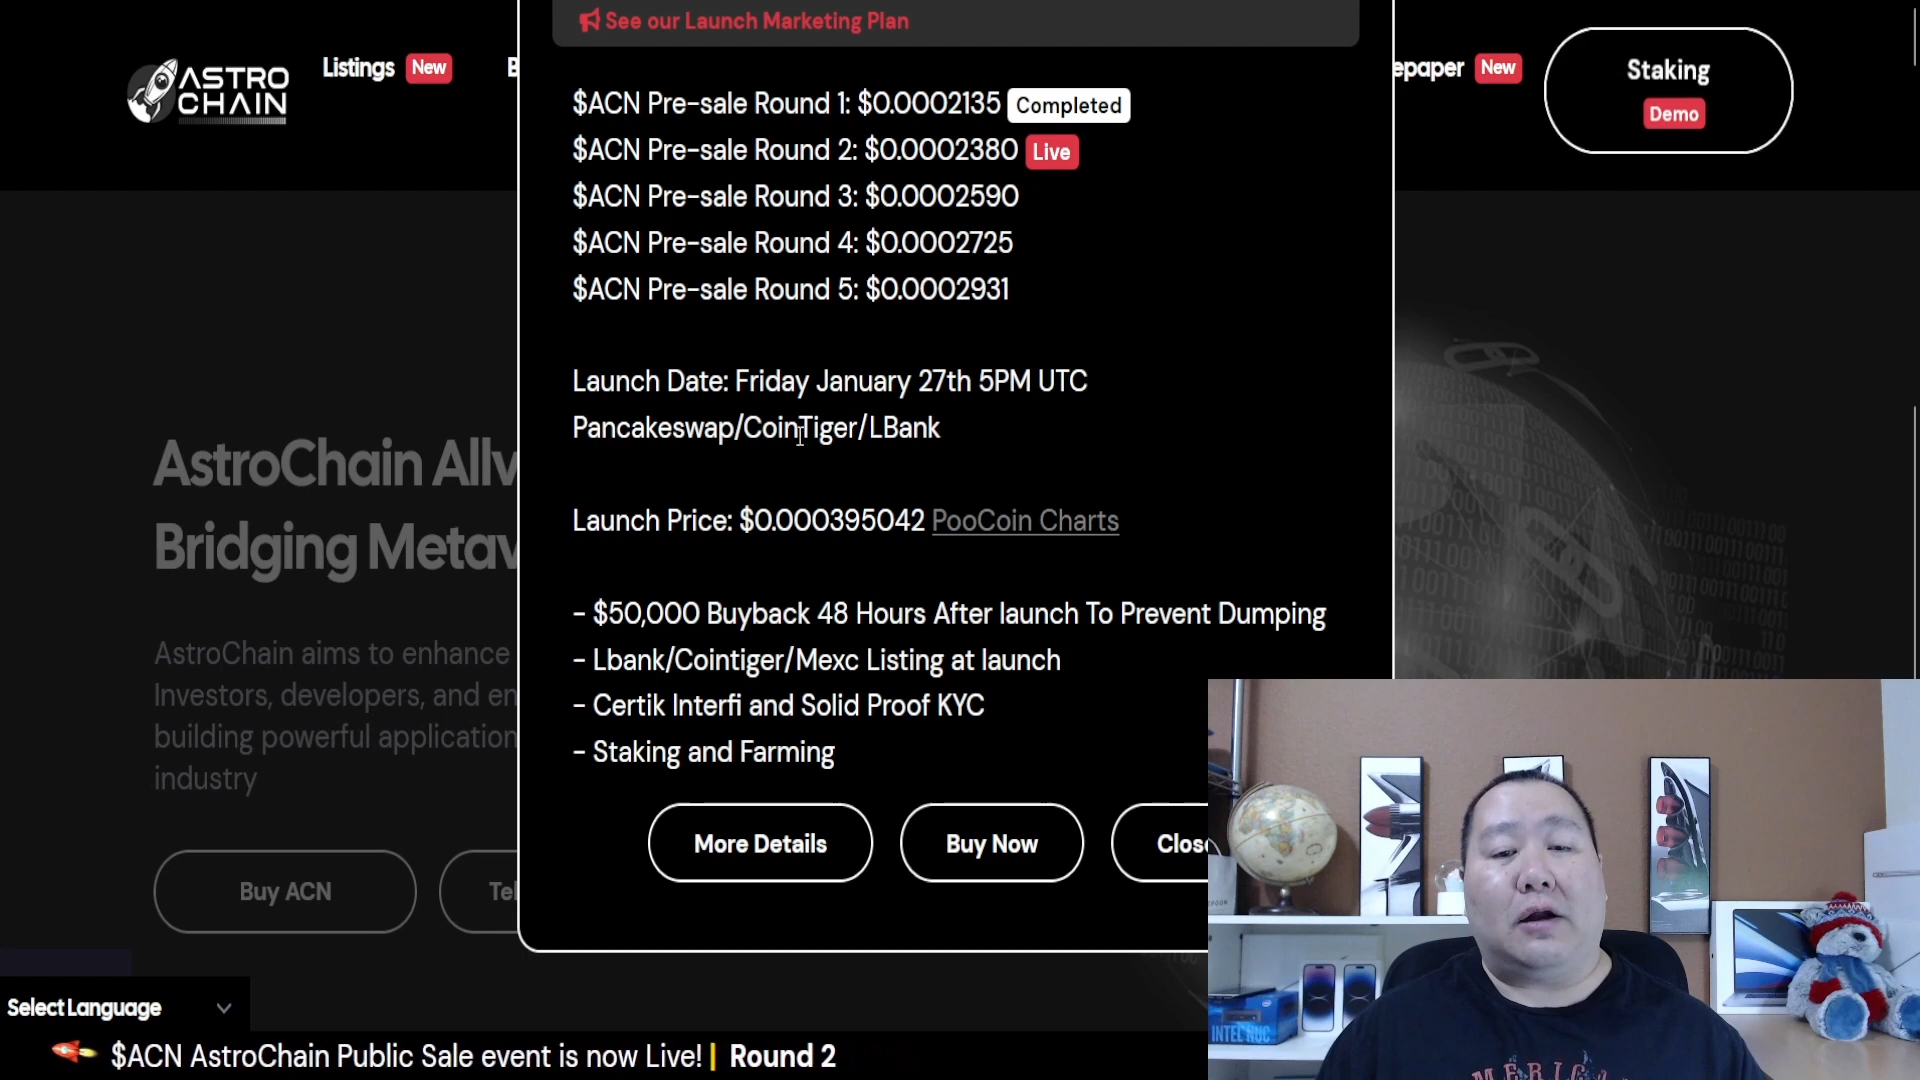 See our Launch Marketing Plan
ASTRO
CHAIN
Listings New
B
epaper New
Staking
Demo
$ACN Pre-sale Round 1: $0.0002135 Completed
$ACN Pre-sale Round 2: $0.0002380 Live
$ACN Pre-sale Round 3: $0.0002590
$ACN Pre-sale Round 4: $0.0002725
$ACN Pre-sale Round 5: $0.0002931
Launch Date: Friday January 27th 5PM UTC
Pancakeswap/CoinTiger/LBank
Launch Price: $0.000395042 PooCoin Charts
- $50,000 Buyback 48 Hours After launch To Prevent Dumping
- Lbank/Cointiger/Mexc Listing at launch
- Certik Interfi and Solid Proof KYC
- Staking and Farming
More Details
Buy Now
Close
AstroChain Allv
Bridging Metav
AstroChain aims to enhance
Investors, developers, and en
building powerful application
industry
Buy ACN
Tel
Select Language
$ACN AstroChain Public Sale event is now Live! | Round 2
INTEL NUC